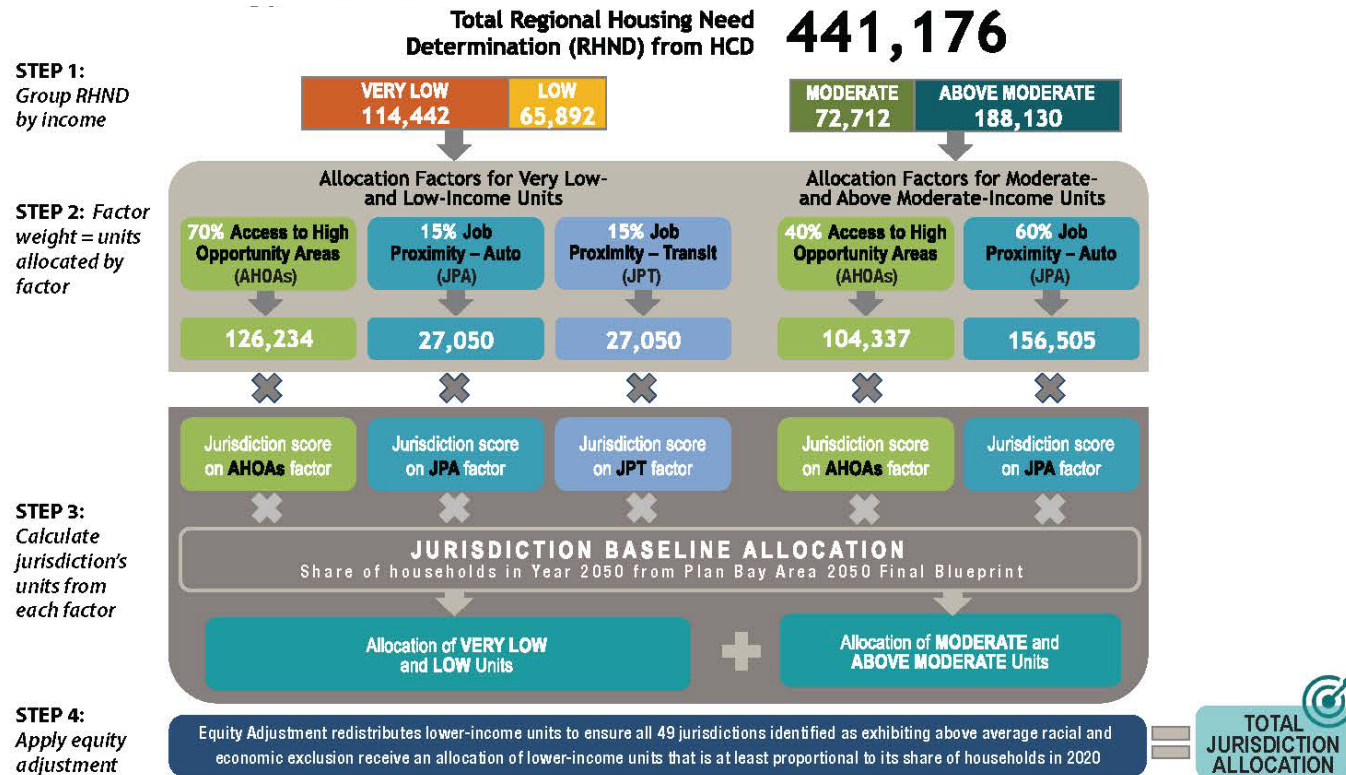 Total Regional Housing Need
Determination (RHND) from HCD
441,176
STEP 1:
Group RHND
by income
VERY LOW
114,442
LOW
65,892
MODERATE
72,712
ABOVE MODERATE
188,130
STEP 2: Factor
weight = units
allocated by
factor
Allocation Factors for Very Low-
and Low-Income Units
Allocation Factors for Moderate-
and Above Moderate-Income Units
70% Access to High
Opportunity Areas
(AHOAs)
15% Job
Proximity – Auto
(JPA)
15% Job
Proximity – Transit
(JPT)
40% Access to High
Opportunity Areas
(AHOAs)
60% Job
Proximity – Auto
(JPA)
126,234
27,050
27,050
104,337
156,505
STEP 3:
Calculate
jurisdiction's
units from
each factor
Jurisdiction score
on AHOAs factor
Jurisdiction score
on JPA factor
Jurisdiction score
on JPT factor
Jurisdiction score
on AHOAs factor
Jurisdiction score
on JPA factor
JURISDICTION BASELINE ALLOCATION
Share of households in Year 2050 from Plan Bay Area 2050 Final Blueprint
Allocation of VERY LOW
and LOW Units
Allocation of MODERATE and
ABOVE MODERATE Units
STEP 4:
Apply equity
adjustment
Equity Adjustment redistributes lower-income units to ensure all 49 jurisdictions identified as exhibiting above average racial and
economic exclusion receive an allocation of lower-income units that is at least proportional to its share of households in 2020
TOTAL
JURISDICTION
ALLOCATION